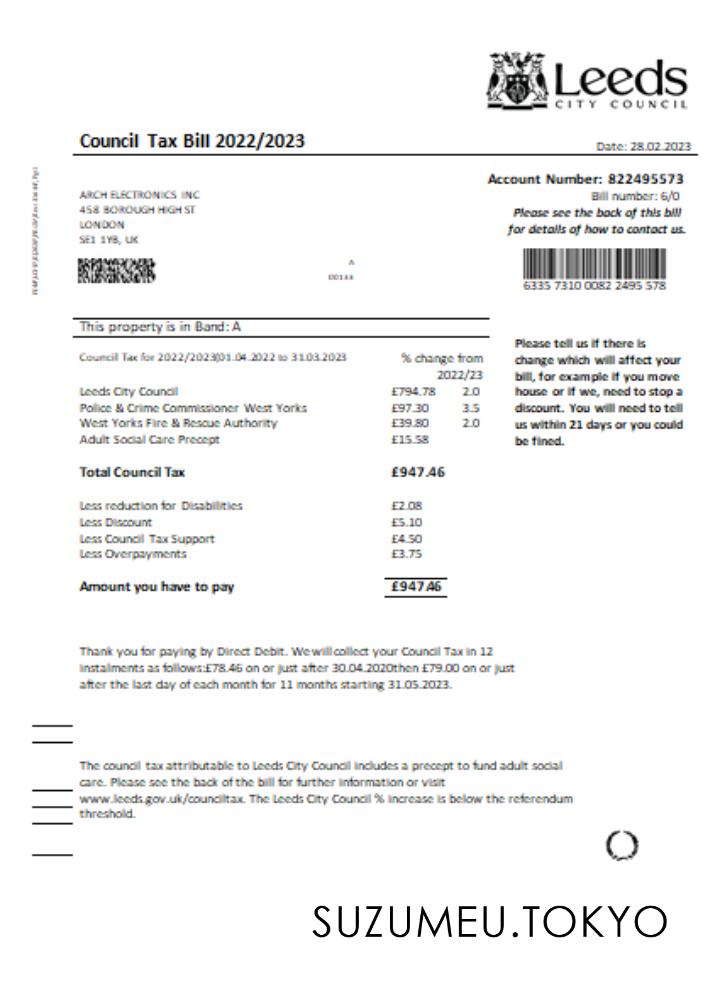 Leeds
CITY COUNCIL
Council Tax Bill 2022/2023
Date: 28.02.2023
Account Number: 822495573
Bill number: 6/0
Please see the back of this bill
for details of how to contact us.
ARCH ELECTRONICS INC
458 BOROUGH HIGH ST
LONDON
SE1 1YB, UK
A
00133
6335 7310 0082 2495 578
This property is in Band: A
Council Tax for 2022/2023(01.04.2022 to 31.03.2023 % change from
2022/23
Leeds City Council £794.78 2.0
Police & Crime Commissioner West Yorks £97.30 3.5
West Yorks Fire & Rescue Authority £39.80 2.0
Adult Social Care Precept £15.58
Total Council Tax £947.46
Less reduction for Disabilities £2.08
Less Discount £5.10
Less Council Tax Support £4.50
Less Overpayments £3.75
Amount you have to pay £947.46
Please tell us if there is
change which will affect your
bill, for example if you move
house or if we, need to stop a
discount. You will need to tell
us within 21 days or you could
be fined.
Thank you for paying by Direct Debit. We will collect your Council Tax in 12
instalments as follows:£78.46 on or just after 30.04.2020then £79.00 on or just
after the last day of each month for 11 months starting 31.05.2023.
The council tax attributable to Leeds City Council includes a precept to fund adult social
care. Please see the back of the bill for further information or visit
www.leeds.gov.uk/counciltax. The Leeds City Council % increase is below the referendum
threshold.
SUZUMEU.TOKYO